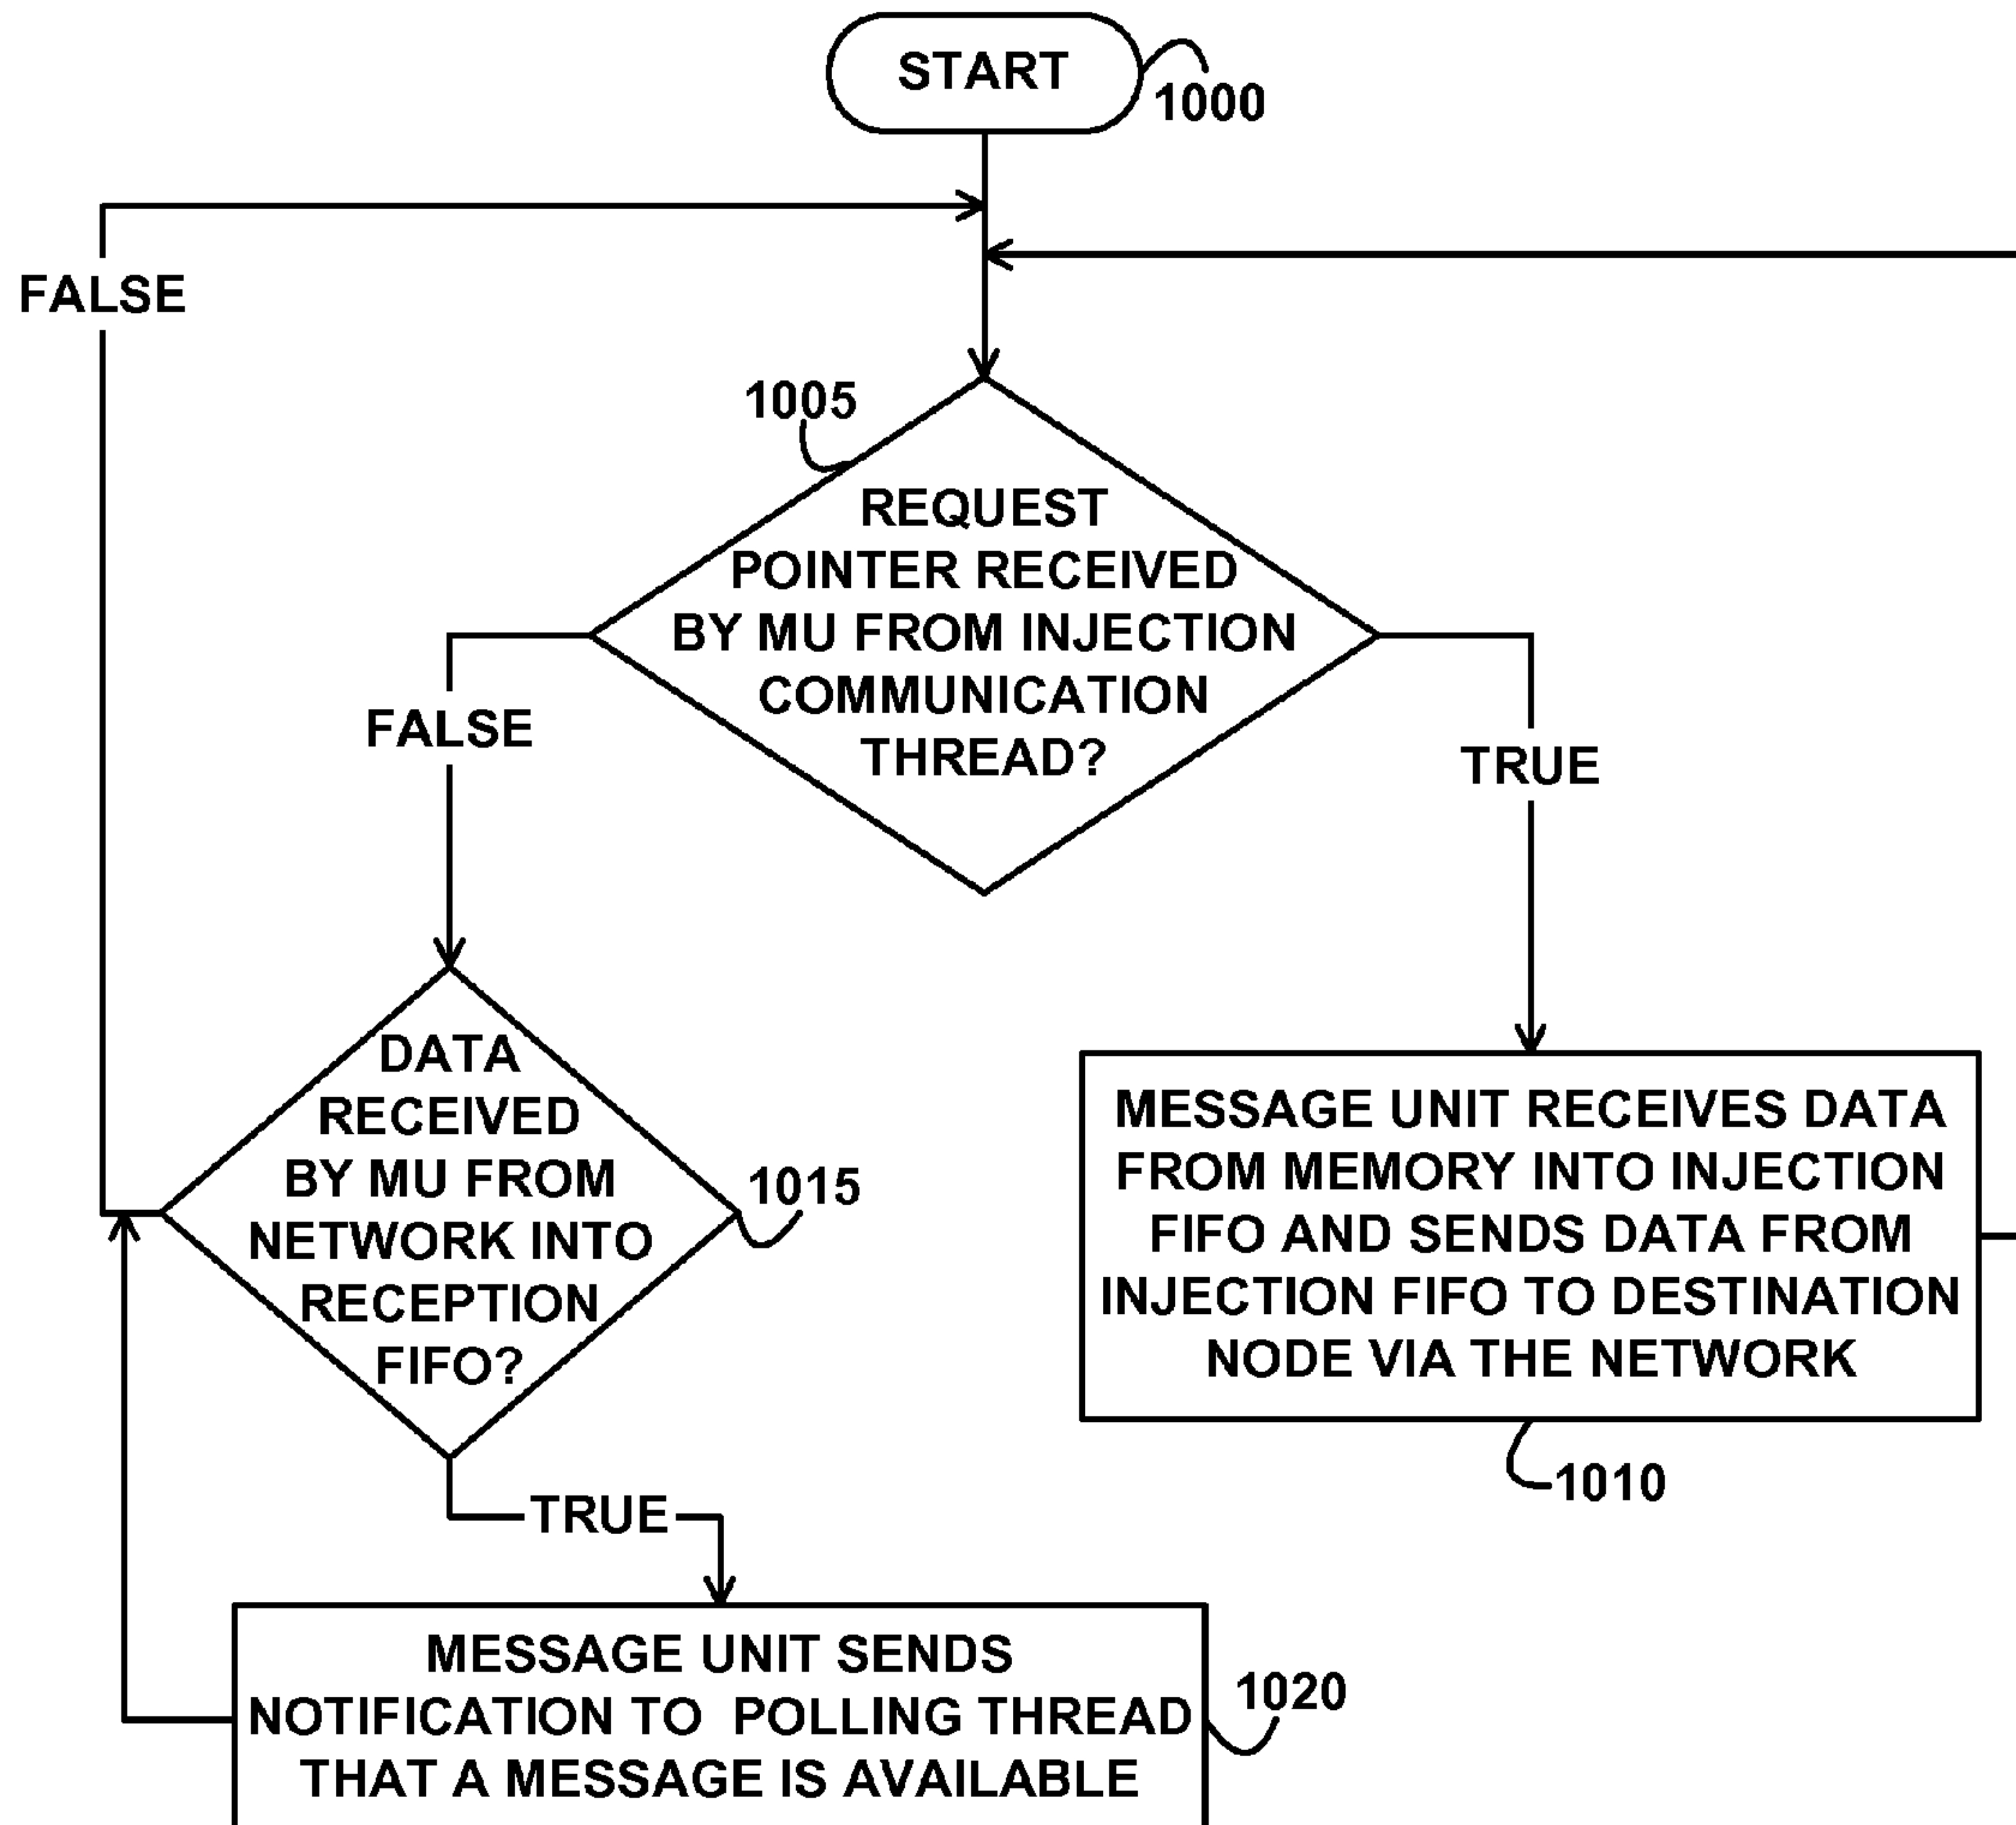 START
1000
FALSE
1005
REQUEST
POINTER RECEIVED
BY MU FROM INJECTION
COMMUNICATION
THREAD?
FALSE
TRUE
DATA
RECEIVED
BY MU FROM
NETWORK INTO
RECEPTION
FIFO?
1015
MESSAGE UNIT RECEIVES DATA
FROM MEMORY INTO INJECTION
FIFO AND SENDS DATA FROM
INJECTION FIFO TO DESTINATION
NODE VIA THE NETWORK
1010
TRUE
MESSAGE UNIT SENDS
NOTIFICATION TO POLLING THREAD
THAT A MESSAGE IS AVAILABLE
1020